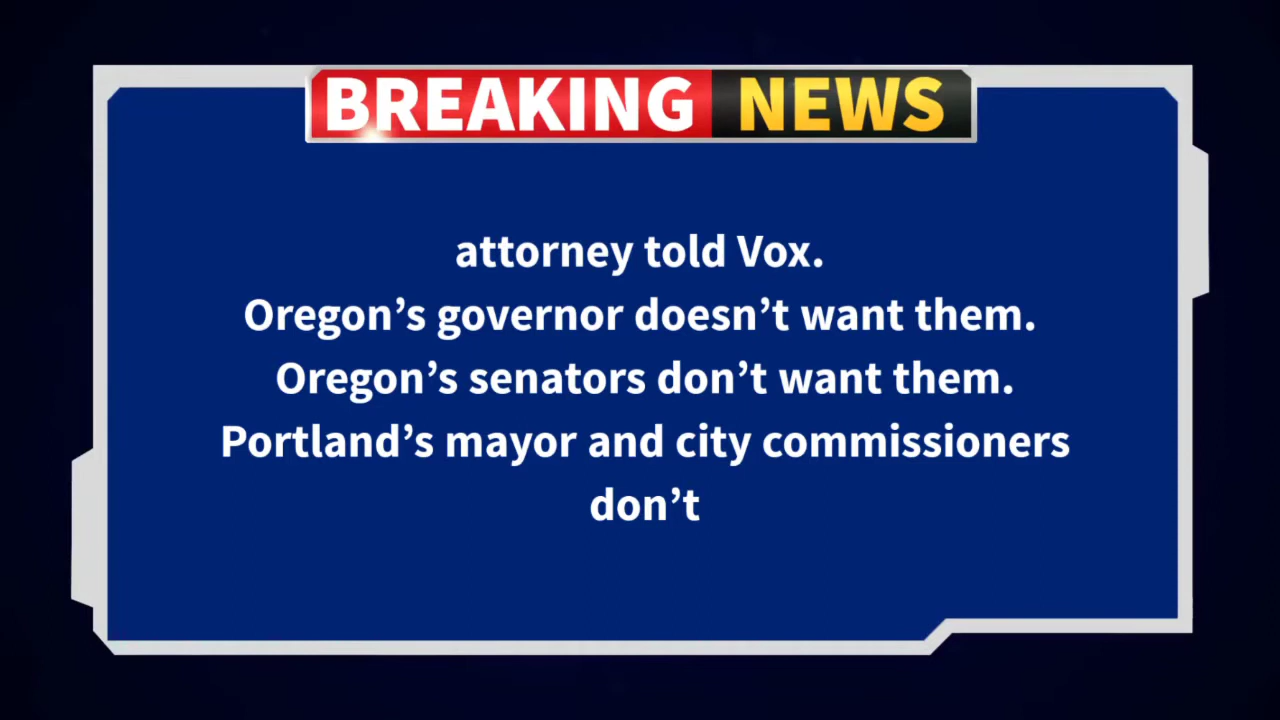 BREAKING NEWS
attorney told Vox.
Oregon’s governor doesn’t want them.
Oregon’s senators don’t want them.
Portland’s mayor and city commissioners
don’t